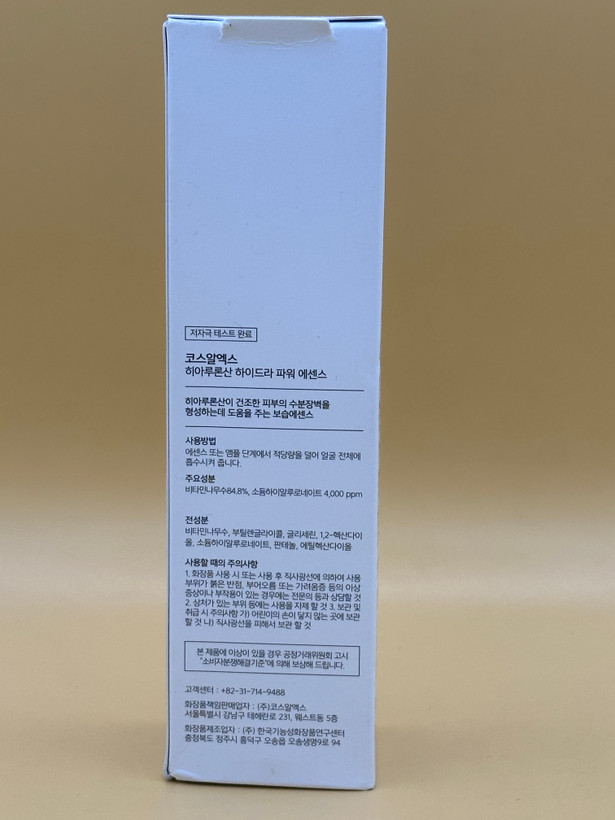 저자극 테스트 완료
코스알엑스
히아루론산 하이드라 파워 에센스
히아루론산이 건조한 피부의 수분장벽을
형성하는데 도움을 주는 보습에센스
사용방법
에센스 또는 앰플 단계에서 적당량을 덜어 얼굴 전체에
흡수시켜 줍니다.
주요성분
비타민나무수84.8%, 소듐하이알루로네이트 4,000 ppm
전성분
비타민나무수, 부틸렌글라이콜, 글리세린, 1,2-헥산다이
올, 소듐하이알루로네이트, 판테놀, 에틸헥산다이올
사용할 때의 주의사항
1. 화장품 사용 시 또는 사용 후 직사광선에 의하여 사용
부위가 붉은 반점, 부어오름 또는 가려움증 등의 이상
증상이나 부작용이 있는 경우에는 전문의 등과 상담할 것
2. 상처가 있는 부위 등에는 사용을 자제 할 것 3. 보관 및
취급 시 주의사항 가) 어린이의 손이 닿지 않는 곳에 보관
할 것 나) 직사광선을 피해서 보관 할 것
본 제품에 이상이 있을 경우 공정거래위원회 고시
"소비자분쟁해결기준"에 의해 보상해 드립니다.
고객센터 : +82-31-714-9488
화장품책임판매업자 : (주)코스알엑스
서울특별시 강남구 테헤란로 231, 웨스트동 5층
화장품제조업자 : (주) 한국기능성화장품연구센터
충청북도 청주시 흥덕구 오송읍 오송생명9로 94